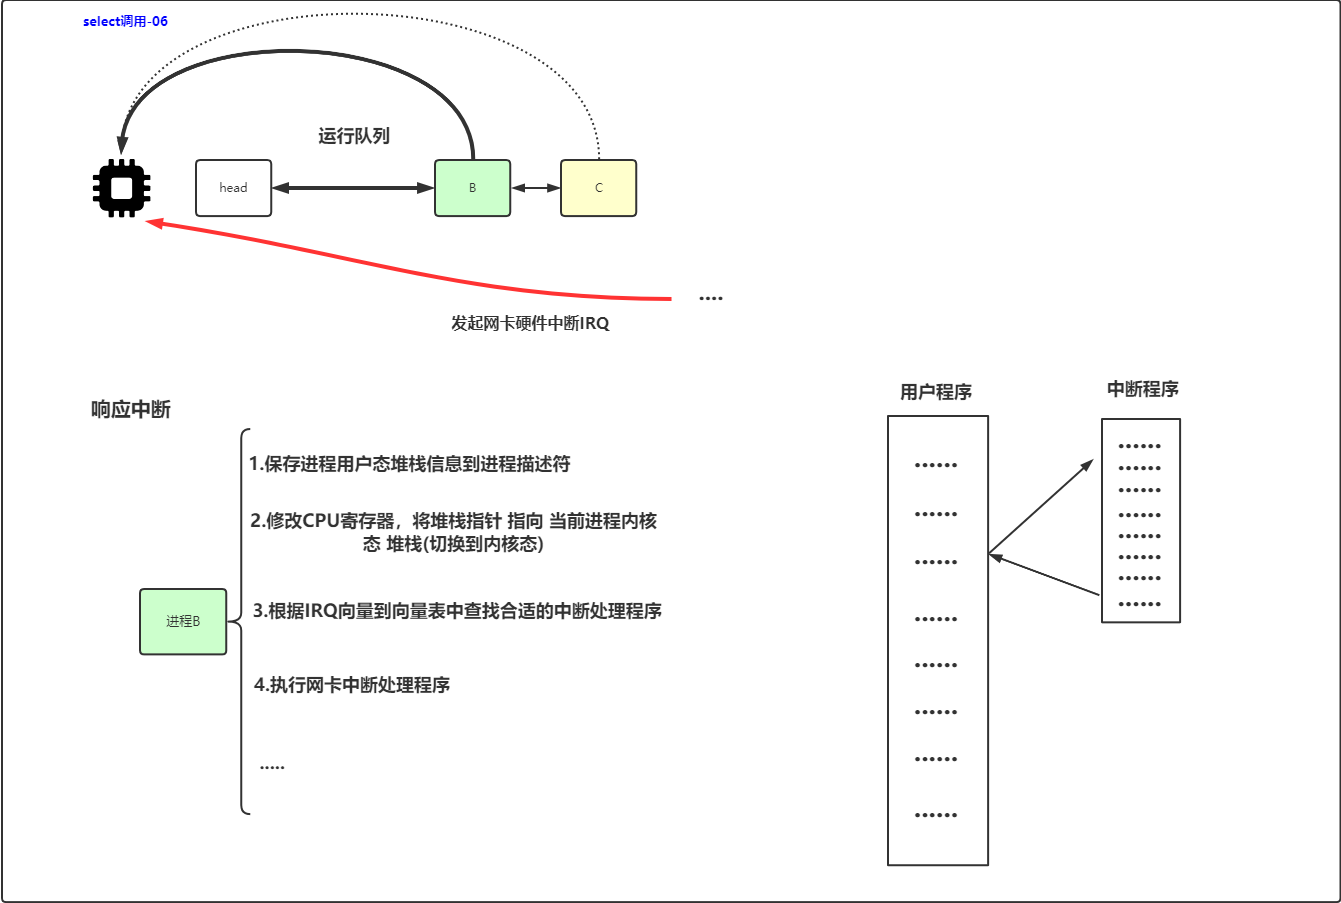 select调用-06
运行队列
head
B
C
....
发起网卡硬件中断IRQ
响应中断
1.保存进程用户态堆栈信息到进程描述符
2.修改CPU寄存器，将堆栈指针 指向 当前进程内核
态 堆栈(切换到内核态)
进程B
3.根据IRQ向量到向量表中查找合适的中断处理程序
4.执行网卡中断处理程序
.....
用户程序
......
......
......
......
......
......
......
......
中断程序
......
......
......
......
......
......
......
......